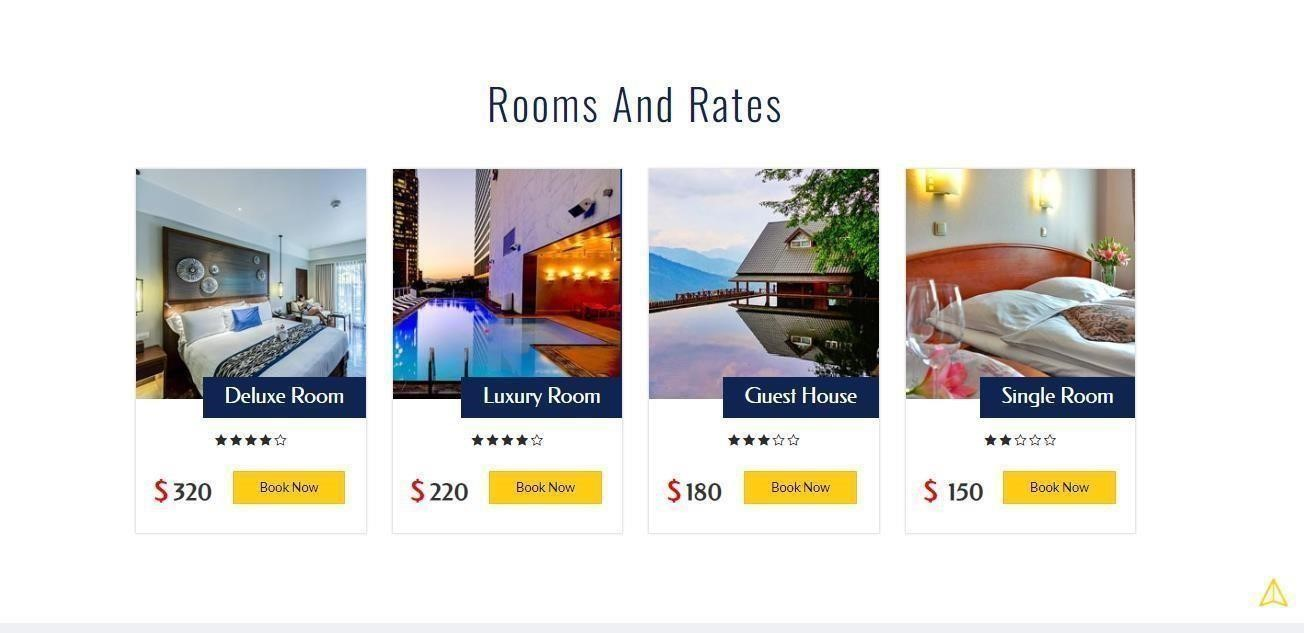 Rooms And Rates
Deluxe Room
Luxury Room
Guest House
Single Room
$ 320
Book Now
$ 220
Book Now
$ 180
Book Now
$ 150
Book Now